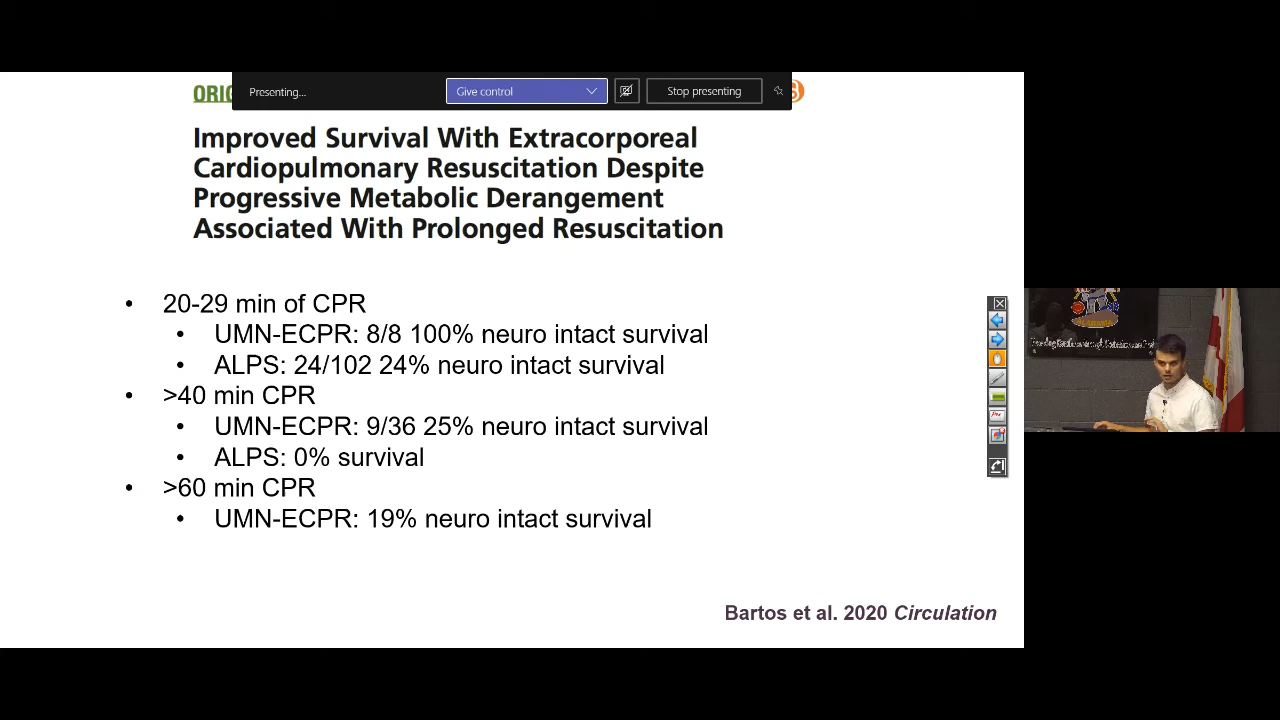 ORIG
Presenting...
Give control
Stop presenting
Improved Survival With Extracorporeal
Cardiopulmonary Resuscitation Despite
Progressive Metabolic Derangement
Associated With Prolonged Resuscitation
• 20-29 min of CPR
• UMN-ECPR: 8/8 100% neuro intact survival
• ALPS: 24/102 24% neuro intact survival
• >40 min CPR
• UMN-ECPR: 9/36 25% neuro intact survival
• ALPS: 0% survival
• >60 min CPR
• UMN-ECPR: 19% neuro intact survival
Bartos et al. 2020 Circulation